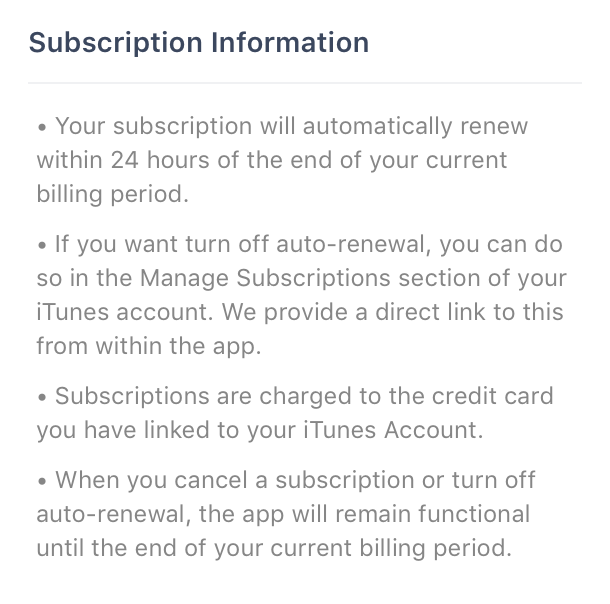 Subscription Information
• Your subscription will automatically renew
within 24 hours of the end of your current
billing period.
• If you want turn off auto-renewal, you can do
so in the Manage Subscriptions section of your
iTunes account. We provide a direct link to this
from within the app.
• Subscriptions are charged to the credit card
you have linked to your iTunes Account.
• When you cancel a subscription or turn off
auto-renewal, the app will remain functional
until the end of your current billing period.